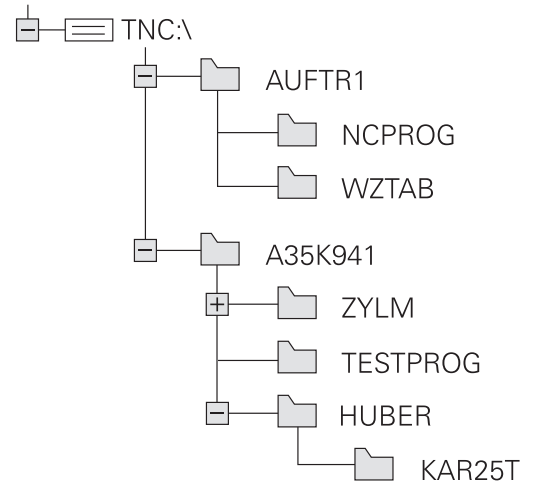 TNC:\
AUFTR1
NCPROG
WZTAB
A35K941
ZYLM
TESTPROG
HUBER
KAR25T